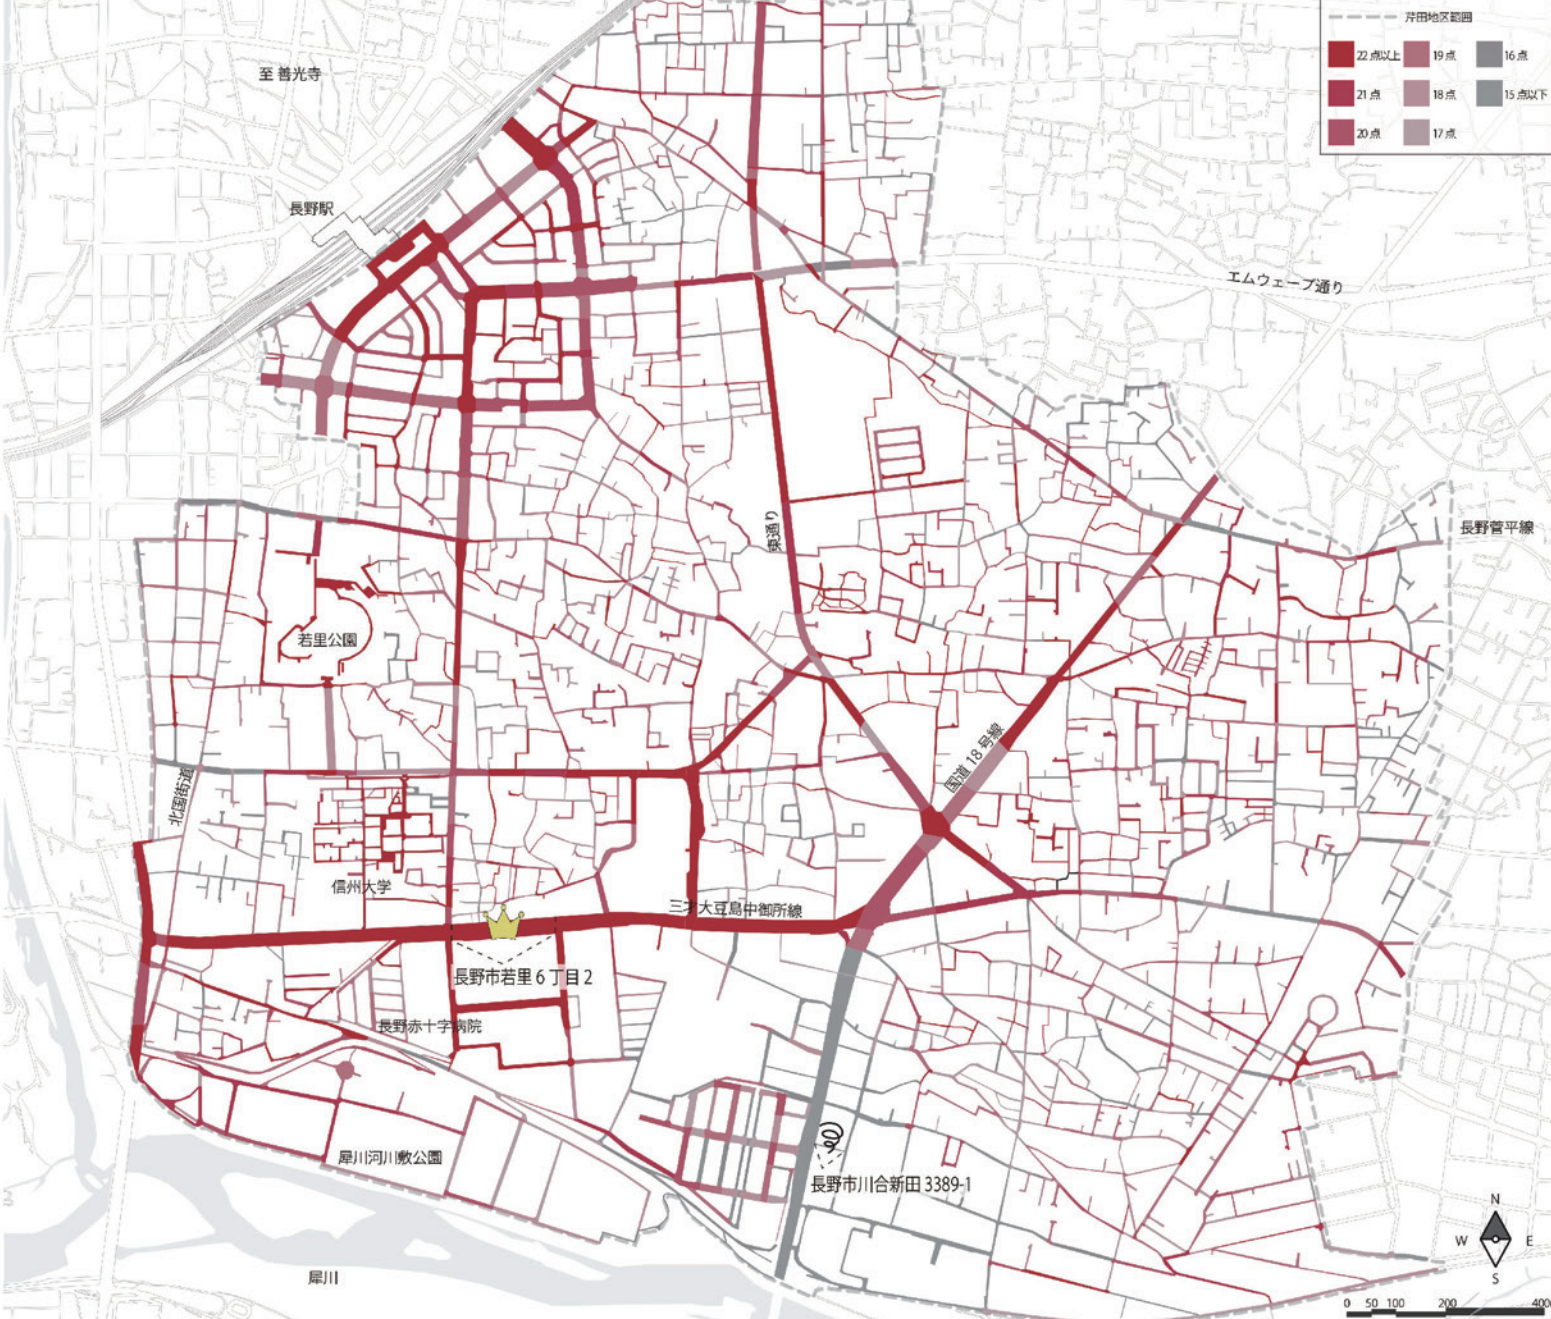 芹田地区範囲
22点以上
19点
16点
21点
18点
15点以下
20点
17点
至 善光寺
長野駅
エムウェーブ通り
東通り
長野菅平線
若里公園
国道18号線
北国街道
信州大学
三才大豆島中御所線
長野市若里6丁目2
長野赤十字病院
犀川河川敷公園
長野市川合新田3389-1
犀川
N
W
E
S
0 50 100 200 400